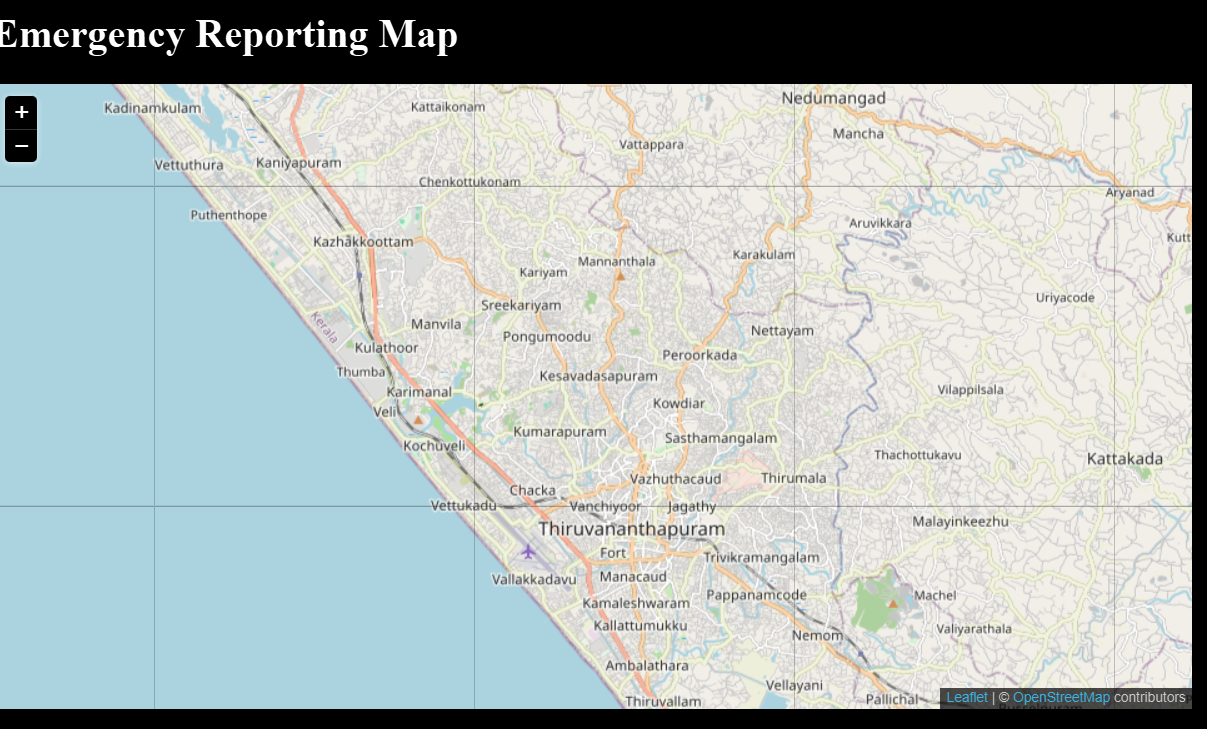 Emergency Reporting Map
+
−
Kadinamkulam
Kattaikonam
Nedumangad
Mancha
Vattappara
Vettuthura
Kaniyapuram
Chenkottukonam
Aryanad
Puthenthope
Aruvikkara
Kutt
Kazhakkoottam
Mannanthala
Karakulam
Kariyam
Uriyacode
Sreekariyam
Kerala
Manvila
Pongumoodu
Nettayam
Kulathoor
Peroorkada
Thumba
Kesavadasapuram
Karimanal
Vilappilsala
Kowdiar
Veli
Kumarapuram
Sasthamangalam
Kochuveli
Thachottukavu
Kattakada
Vazhuthacaud
Thirumala
Chacka
Vettukadu
Vanchiyoor
Jagathy
Malayinkeezhu
Thiruvananthapuram
Fort
Trivikramangalam
Vallakkadavu
Manacaud
Pappanamcode
Machel
Kamaleshwaram
Kallattumukku
Valiyarathala
Nemom
Ambalathara
Vellayani
Thiruvallam
Pallichal
Leaflet | © OpenStreetMap contributors